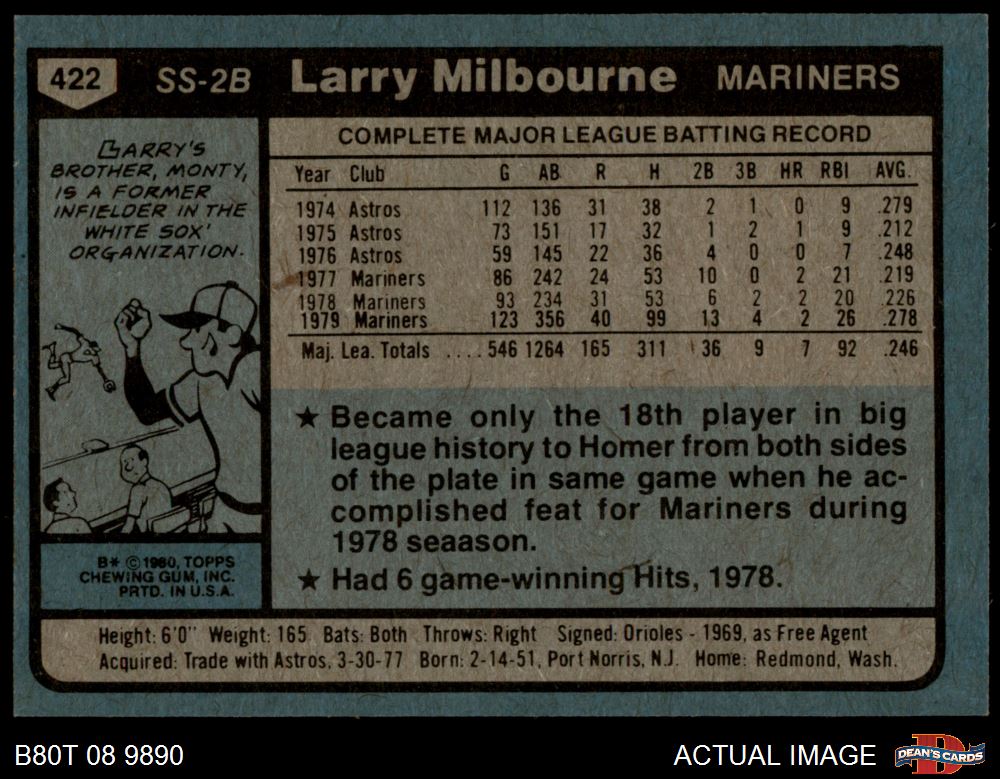 422 SS-2B Larry Milbourne MARINERS
LARRY'S
BROTHER, MONTY,
IS A FORMER
INFIELDER IN THE
WHITE SOX'
ORGANIZATION.
B* © 1980, TOPPS
CHEWING GUM, INC.
PRTD. IN U.S.A.
COMPLETE MAJOR LEAGUE BATTING RECORD
Year Club G AB R H 2B 3B HR RBI AVG.
1974 Astros 112 136 31 38 2 1 0 9 .279
1975 Astros 73 151 17 32 1 2 1 9 .212
1976 Astros 59 145 22 36 4 0 0 7 .248
1977 Mariners 86 242 24 53 10 0 2 21 .219
1978 Mariners 93 234 31 53 6 2 2 20 .226
1979 Mariners 123 356 40 99 13 4 2 26 .278
Maj. Lea. Totals .... 546 1264 165 311 36 9 7 92 .246
★ Became only the 18th player in big
league history to Homer from both sides
of the plate in same game when he ac-
complished feat for Mariners during
1978 seaason.
★ Had 6 game-winning Hits, 1978.
Height: 6'0" Weight: 165 Bats: Both Throws: Right Signed: Orioles - 1969, as Free Agent
Acquired: Trade with Astros, 3-30-77 Born: 2-14-51, Port Norris, N.J. Home: Redmond, Wash.
B80T 08 9890 ACTUAL IMAGE DEAN'S CARDS